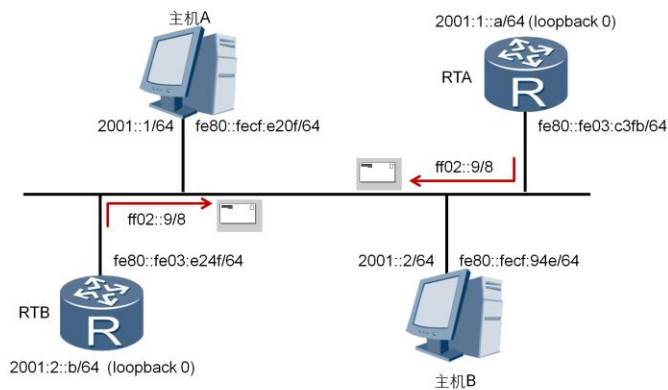 主机A
2001:1::a/64 (loopback 0)
RTA
R
2001::1/64 fe80::fecf:e20f/64
fe80::fe03:c3fb/64
ff02::9/8
ff02::9/8
fe80::fe03:e24f/64
2001::2/64 fe80::fecf:94e/64
RTB
R
2001:2::b/64 (loopback 0)
主机B